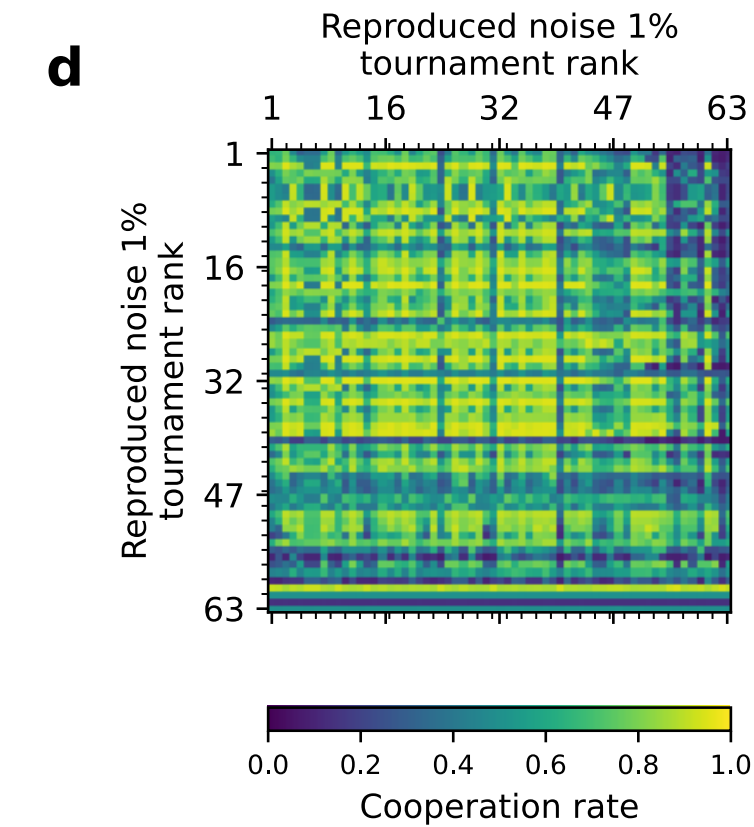 d
Reproduced noise 1%
tournament rank
1 16 32 47 63
Reproduced noise 1%
tournament rank
1
16
32
47
63
0.0 0.2 0.4 0.6 0.8 1.0
Cooperation rate